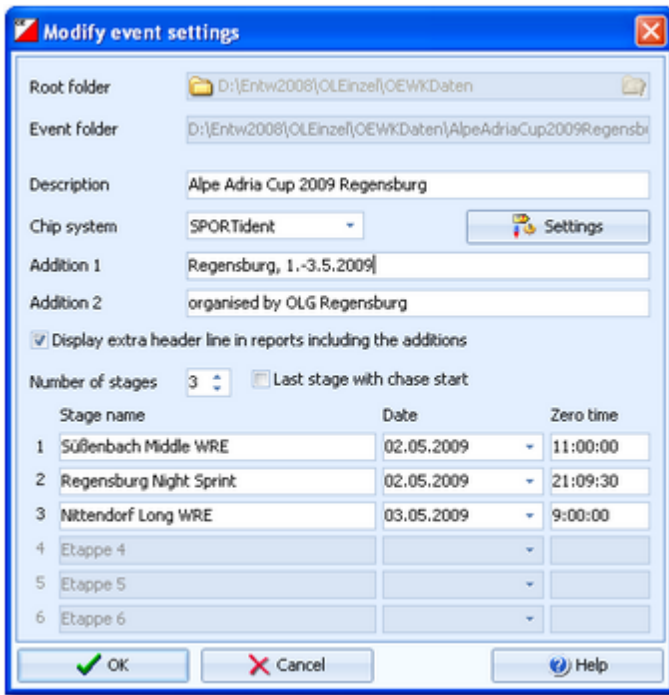 Modify event settings
Root folder D:\Entw2008\OLEinzel\OEWKDaten
Event folder D:\Entw2008\OLEinzel\OEWKDaten\AlpeAdriaCup2009Regensb
Description Alpe Adria Cup 2009 Regensburg
Chip system SPORTident Settings
Addition 1 Regensburg, 1.-3.5.2009
Addition 2 organised by OLG Regensburg
Display extra header line in reports including the additions
Number of stages 3 Last stage with chase start
Stage name Date Zero time
1 Süßenbach Middle WRE 02.05.2009 11:00:00
2 Regensburg Night Sprint 02.05.2009 21:09:30
3 Nittendorf Long WRE 03.05.2009 9:00:00
4 Etappe 4
5 Etappe 5
6 Etappe 6
OK Cancel Help